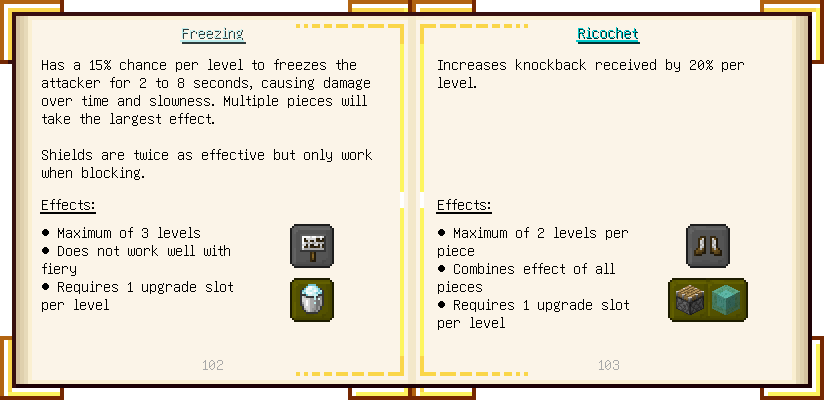 Freezing
Has a 15% chance per level to freezes the
attacker for 2 to 8 seconds, causing damage
over time and slowness. Multiple pieces will
take the largest effect.
Shields are twice as effective but only work
when blocking.
Effects:
● Maximum of 3 levels
● Does not work well with
fiery
● Requires 1 upgrade slot
per level
102
Ricochet
Increases knockback received by 20% per
level.
Effects:
● Maximum of 2 levels per
piece
● Combines effect of all
pieces
● Requires 1 upgrade slot
per level
103